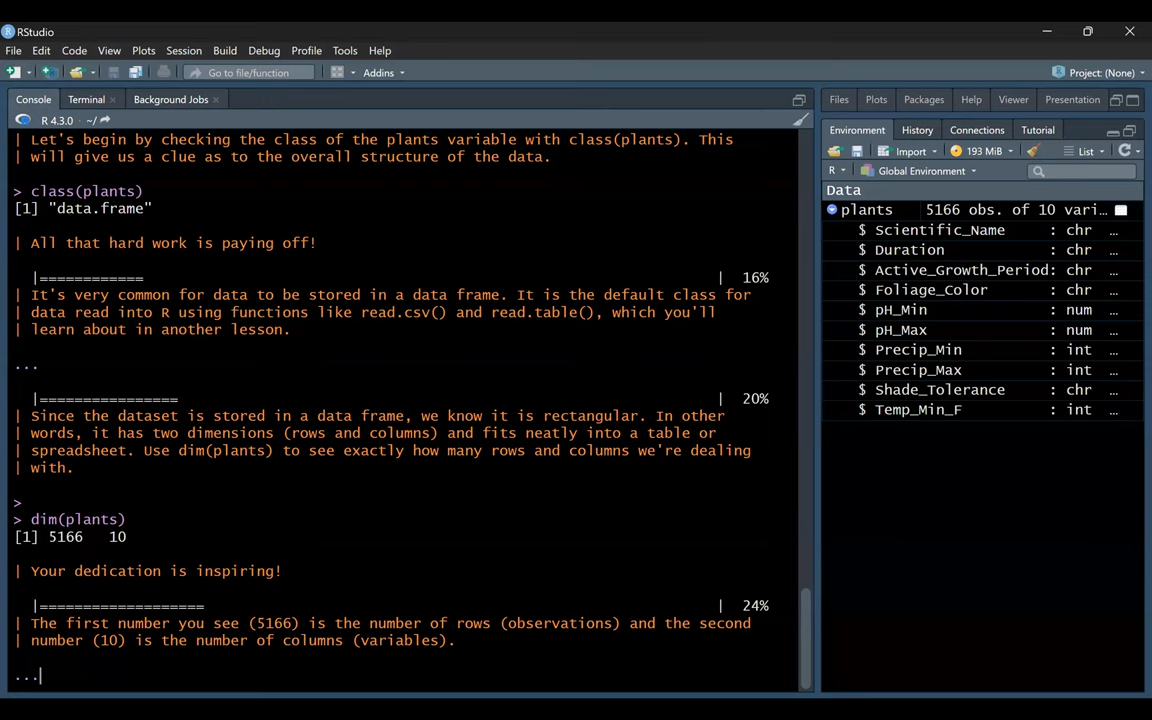 RStudio
File Edit Code View Plots Session Build Debug Profile Tools Help
Go to file/function Addins Project: (None)
Console Terminal Background Jobs
R 4.3.0 · ~/
| Let's begin by checking the class of the plants variable with class(plants). This
| will give us a clue as to the overall structure of the data.
> class(plants)
[1] "data.frame"
| All that hard work is paying off!
|============ | 16%
| It's very common for data to be stored in a data frame. It is the default class for
| data read into R using functions like read.csv() and read.table(), which you'll
| learn about in another lesson.
...
|================ | 20%
| Since the dataset is stored in a data frame, we know it is rectangular. In other
| words, it has two dimensions (rows and columns) and fits neatly into a table or
| spreadsheet. Use dim(plants) to see exactly how many rows and columns we're dealing
| with.
>
> dim(plants)
[1] 5166   10
| Your dedication is inspiring!
|=================== | 24%
| The first number you see (5166) is the number of rows (observations) and the second
| number (10) is the number of columns (variables).
...
Files Plots Packages Help Viewer Presentation
Environment History Connections Tutorial
Import 193 MiB List
R Global Environment
Data
plants 5166 obs. of 10 vari…
$ Scientific_Name : chr …
$ Duration : chr …
$ Active_Growth_Period: chr …
$ Foliage_Color : chr …
$ pH_Min : num …
$ pH_Max : num …
$ Precip_Min : int …
$ Precip_Max : int …
$ Shade_Tolerance : chr …
$ Temp_Min_F : int …